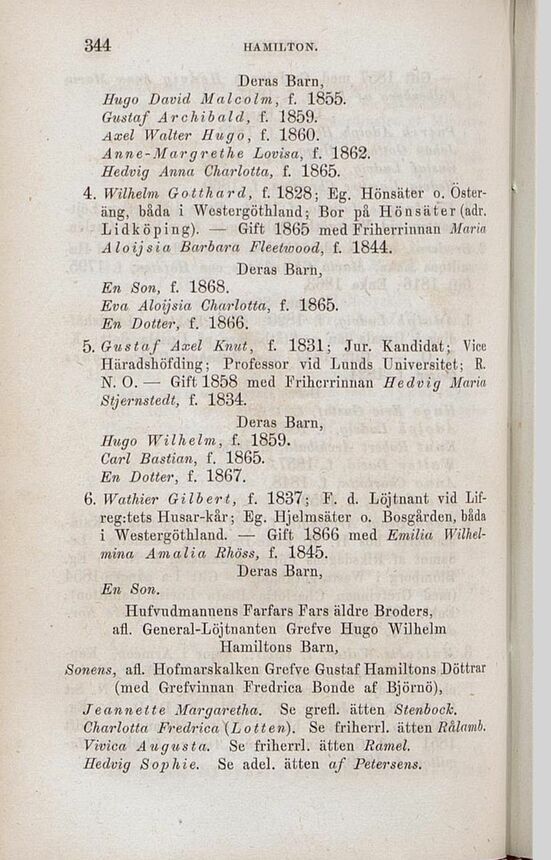 344 HAMILTON.
Deras Barn,
Hugo David Malcolm, f. 1855.
Gustaf Archibald, f. 1859.
Axel Walter Hugo, f. 1860.
Anne-Margrethe Lovisa, f. 1862.
Hedvig Anna Charlotta, f. 1865.
4. Wilhelm Gotthard, f. 1828; Eg. Hönsäter o. Öster-
äng, båda i Westergöthland; Bor på Hönsäter (adr.
Lidköping). — Gift 1865 med Friherrinnan Maria
Aloijsia Barbara Fleetwood, f. 1844.
Deras Barn,
En Son, f. 1868.
Eva Aloijsia Charlotta, f. 1865.
En Dotter, f. 1866.
5. Gustaf Axel Knut, f. 1831; Jur. Kandidat; Vice
Häradshöfding; Professor vid Lunds Universitet; R.
N. O. — Gift 1858 med Friherrinnan Hedvig Maria
Stjernstedt, f. 1834.
Deras Barn,
Hugo Wilhelm, f. 1859.
Carl Bastian, f. 1865.
En Dotter, f. 1867.
6. Wathier Gilbert, f. 1837; F. d. Löjtnant vid Lif-
reg:tets Husar-kår; Eg. Hjelmsäter o. Bosgården, båda
i Westergöthland. — Gift 1866 med Emilia Wilhel-
mina Amalia Rhöss, f. 1845.
Deras Barn,
En Son.
Hufvudmannens Farfars Fars äldre Broders,
afl. General-Löjtnanten Grefve Hugo Wilhelm
Hamiltons Barn,
Sonens, afl. Hofmarskalken Grefve Gustaf Hamiltons Döttrar
(med Grefvinnan Fredrica Bonde af Björnö),
Jeannette Margaretha. Se grefl. ätten Stenbock.
Charlotta Fredrica (Lotten). Se friherrl. ätten Rålamb.
Vivica Augusta. Se friherrl. ätten Ramel.
Hedvig Sophie. Se adel. ätten af Petersens.